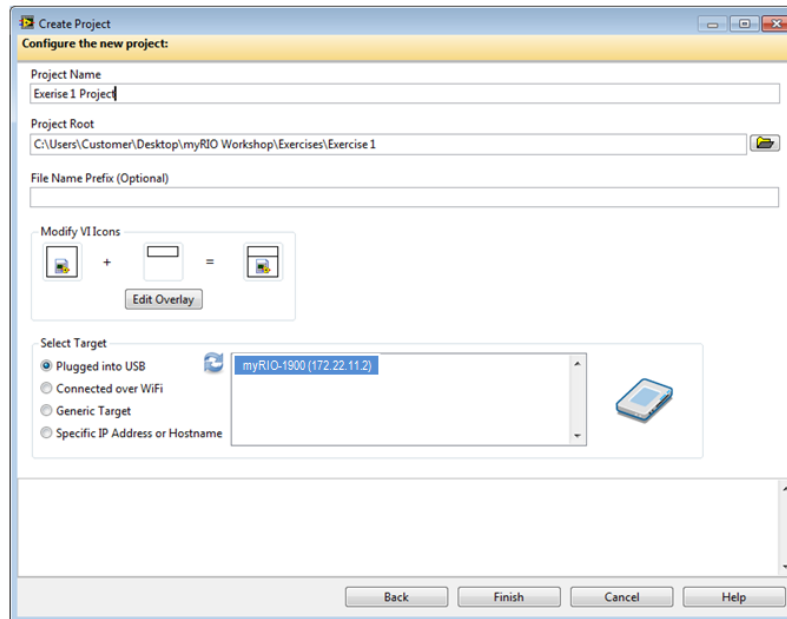 Create Project
Configure the new project:
Project Name
Exerise 1 Project
Project Root
C:\Users\Customer\Desktop\myRIO Workshop\Exercises\Exercise 1
File Name Prefix (Optional)
Modify VI Icons
+ =
Edit Overlay
Select Target
Plugged into USB
myRIO-1900 (172.22.11.2)
Connected over WiFi
Generic Target
Specific IP Address or Hostname
Back Finish Cancel Help